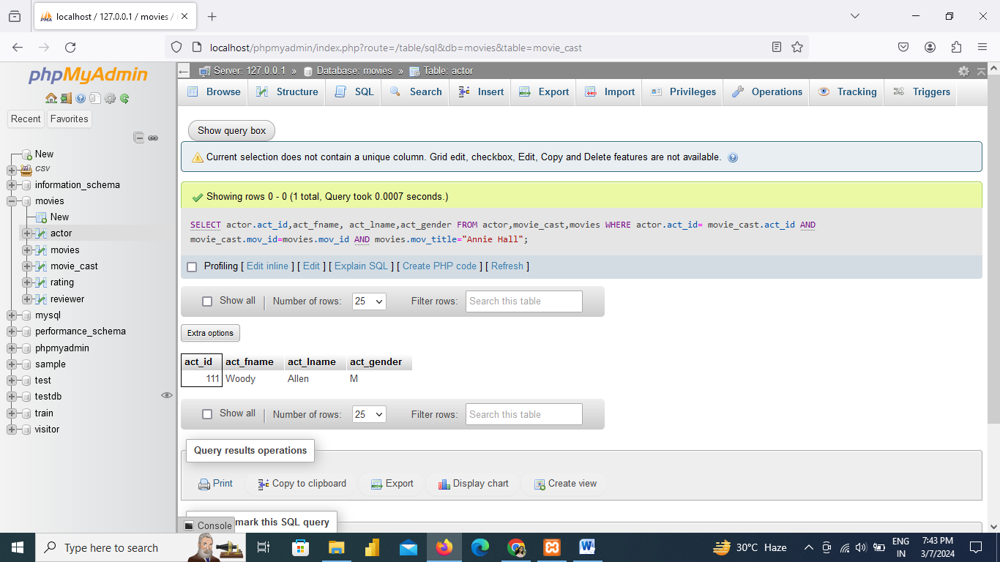 localhost / 127.0.0.1 / movies /
localhost/phpmyadmin/index.php?route=/table/sql&db=movies&table=movie_cast
phpMyAdmin
Recent Favorites
New
csv
information_schema
movies
New
actor
movies
movie_cast
rating
reviewer
mysql
performance_schema
phpmyadmin
sample
test
testdb
train
visitor
Server: 127.0.0.1 » Database: movies » Table: actor
Browse Structure SQL Search Insert Export Import Privileges Operations Tracking Triggers
Show query box
Current selection does not contain a unique column. Grid edit, checkbox, Edit, Copy and Delete features are not available.
Showing rows 0 - 0 (1 total, Query took 0.0007 seconds.)
SELECT actor.act_id,act_fname, act_lname,act_gender FROM actor,movie_cast,movies WHERE actor.act_id= movie_cast.act_id AND
movie_cast.mov_id=movies.mov_id AND movies.mov_title="Annie Hall";
Profiling [ Edit inline ] [ Edit ] [ Explain SQL ] [ Create PHP code ] [ Refresh ]
Show all Number of rows: 25 Filter rows: Search this table
Extra options
act_id act_fname act_lname act_gender
111 Woody Allen M
Show all Number of rows: 25 Filter rows: Search this table
Query results operations
Print Copy to clipboard Export Display chart Create view
mark this SQL query
Console
Type here to search
30°C Haze
ENG
IN
7:43 PM
3/7/2024